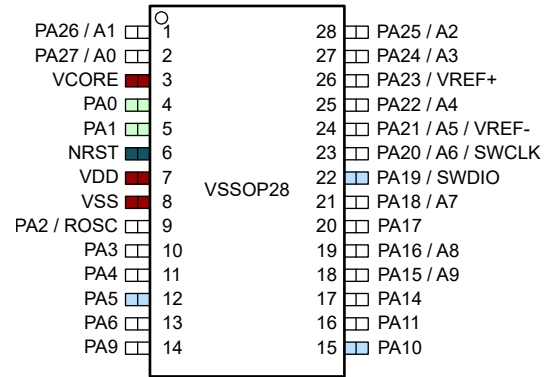 PA26 / A1 1 28 PA25 / A2
PA27 / A0 2 27 PA24 / A3
VCORE 3 26 PA23 / VREF+
PA0 4 25 PA22 / A4
PA1 5 24 PA21 / A5 / VREF-
NRST 6 23 PA20 / A6 / SWCLK
VDD 7 22 PA19 / SWDIO
VSSOP28
VSS 8 21 PA18 / A7
PA2 / ROSC 9 20 PA17
PA3 10 19 PA16 / A8
PA4 11 18 PA15 / A9
PA5 12 17 PA14
PA6 13 16 PA11
PA9 14 15 PA10